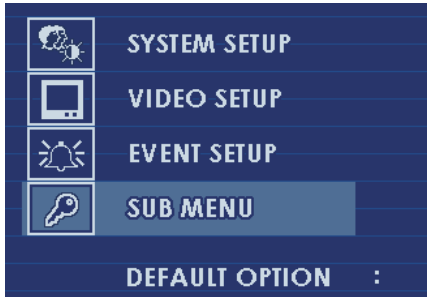 SYSTEM SETUP
VIDEO SETUP
EVENT SETUP
SUB MENU
DEFAULT OPTION :